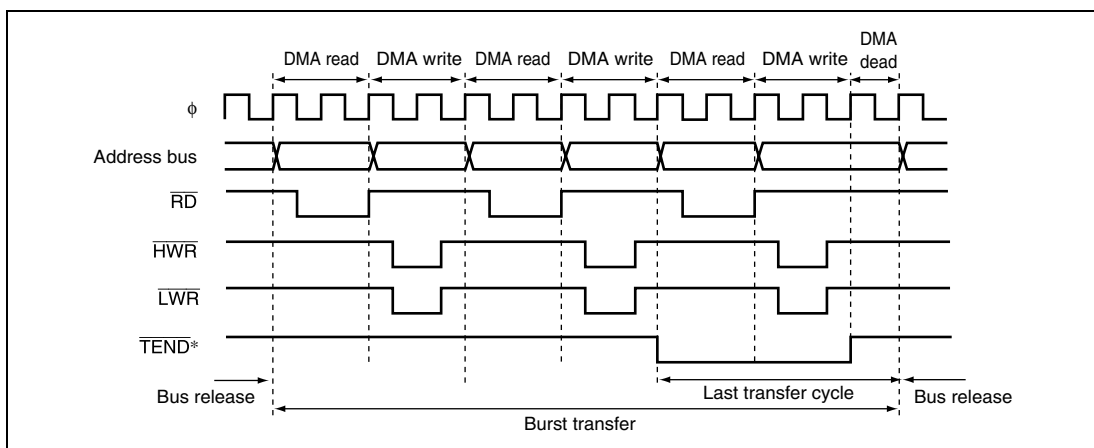 DMA read DMA write DMA read DMA write DMA read DMA write DMA dead
ϕ
Address bus
RD
HWR
LWR
TEND*
Bus release Last transfer cycle Bus release
Burst transfer